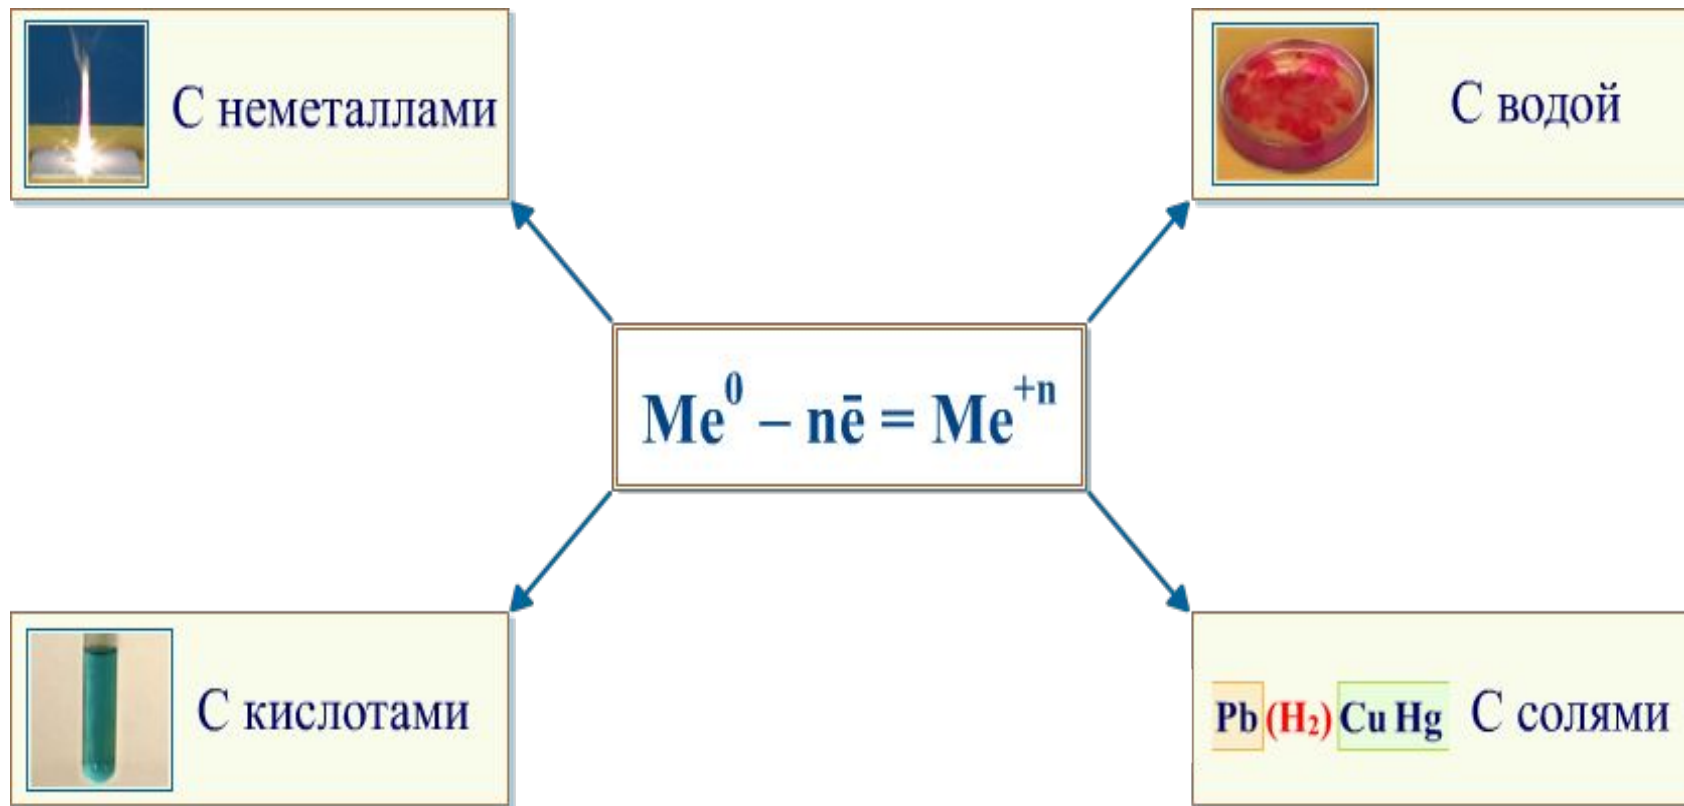 С неметаллами
С водой
Me⁰ – nē = Me⁺ⁿ
С кислотами
Pb (H₂) Cu Hg С солями